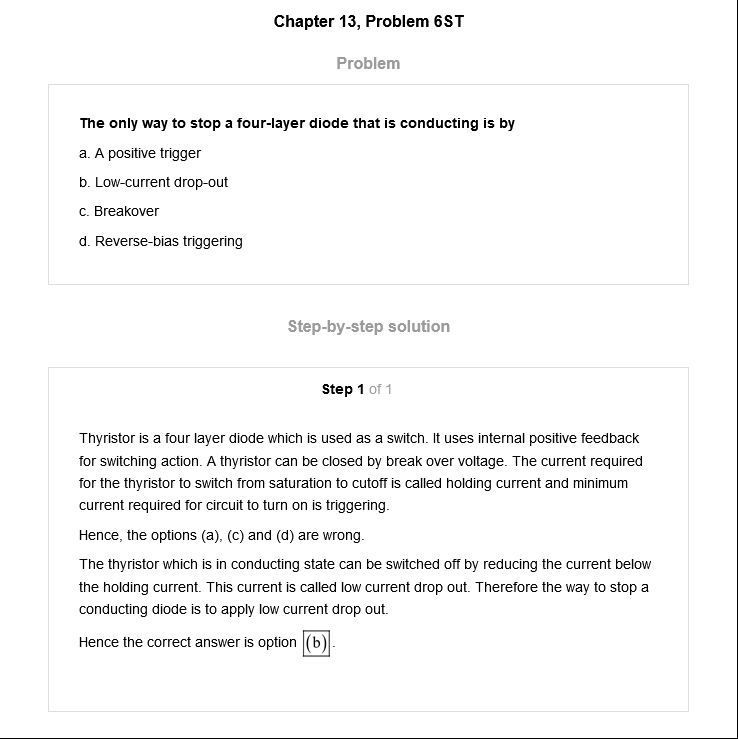 Chapter 13, Problem 6ST
Problem
The only way to stop a four-layer diode that is conducting is by
a. A positive trigger
b. Low-current drop-out
c. Breakover
d. Reverse-bias triggering
Step-by-step solution
Step 1 of 1
Thyristor is a four layer diode which is used as a switch. It uses internal positive feedback
for switching action. A thyristor can be closed by break over voltage. The current required
for the thyristor to switch from saturation to cutoff is called holding current and minimum
current required for circuit to turn on is triggering.
Hence, the options (a), (c) and (d) are wrong.
The thyristor which is in conducting state can be switched off by reducing the current below
the holding current. This current is called low current drop out. Therefore the way to stop a
conducting diode is to apply low current drop out.
Hence the correct answer is option (b).